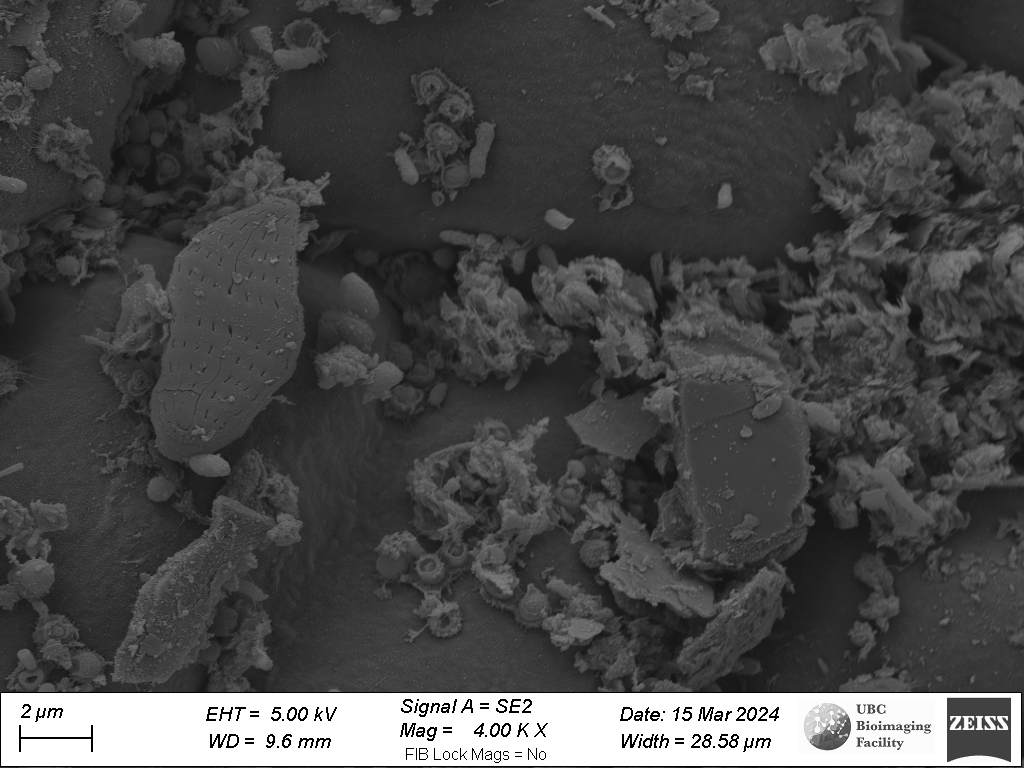 2 µm
EHT = 5.00 kV
WD = 9.6 mm
Signal A = SE2
Mag = 4.00 K X
FIB Lock Mags = No
Date: 15 Mar 2024
Width = 28.58 µm
UBC
Bioimaging
Facility
ZEISS